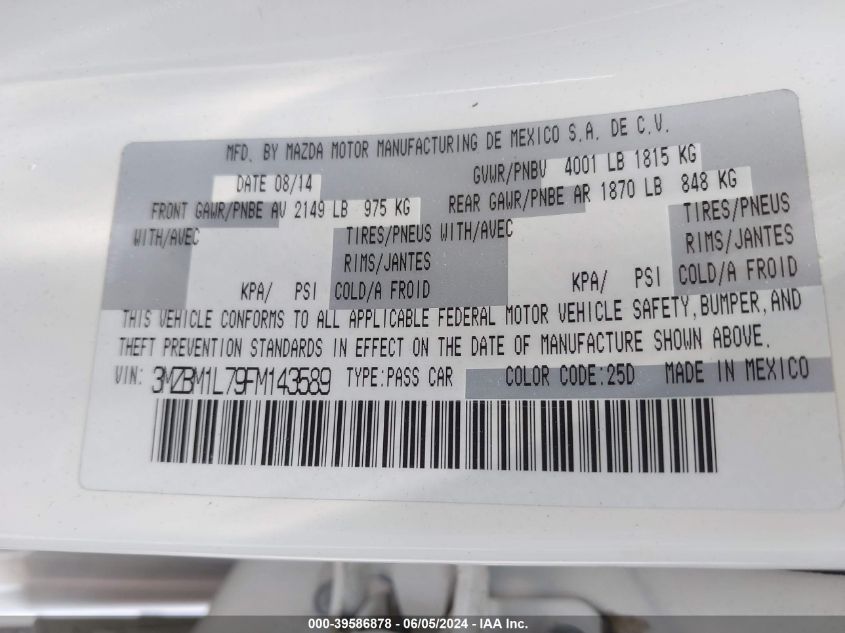 MFD. BY MAZDA MOTOR MANUFACTURING DE MEXICO S.A. DE C.V.
DATE 08/14 GVWR/PNBV 4001 LB 1815 KG
FRONT GAWR/PNBE AV 2149 LB 975 KG REAR GAWR/PNBE AR 1870 LB 848 KG
WITH/AVEC TIRES/PNEUS WITH/AVEC TIRES/PNEUS
RIMS/JANTES RIMS/JANTES
KPA/ PSI COLD/A FROID KPA/ PSI COLD/A FROID
THIS VEHICLE CONFORMS TO ALL APPLICABLE FEDERAL MOTOR VEHICLE SAFETY, BUMPER, AND
THEFT PREVENTION STANDARDS IN EFFECT ON THE DATE OF MANUFACTURE SHOWN ABOVE.
VIN: 3MZBM1L79FM143589 TYPE:PASS CAR COLOR CODE:25D MADE IN MEXICO
000-39586878 - 06/05/2024 - IAA Inc.